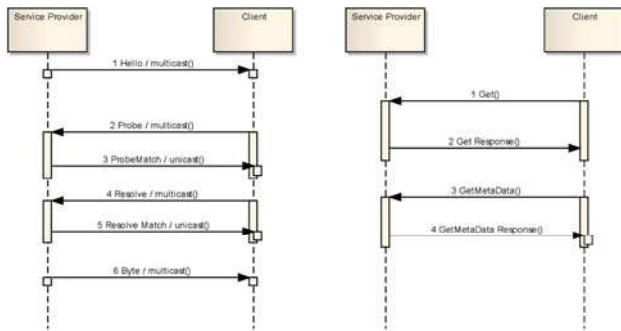 Service Provider
Client
1 Hello / multicast()
2 Probe / multicast()
3 ProbeMatch / unicast()
4 Resolve / multicast()
5 Resolve Match / unicast()
6 Byte / multicast()
Service Provider
Client
1 Get()
2 Get Response()
3 GetMetaData()
4 GetMetaData Response()